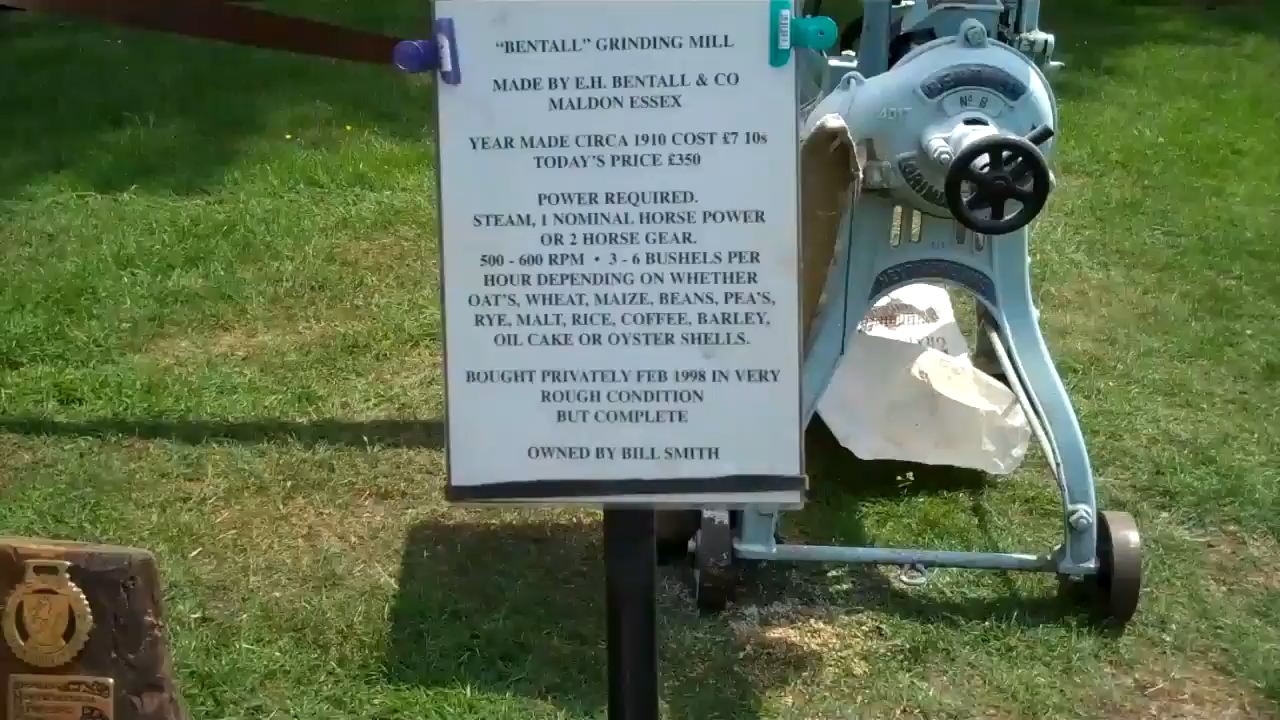 "BENTALL" GRINDING MILL
MADE BY E.H. BENTALL & CO
MALDON ESSEX
YEAR MADE CIRCA 1910 COST £7 10s
TODAY'S PRICE £350
POWER REQUIRED.
STEAM, 1 NOMINAL HORSE POWER
OR 2 HORSE GEAR.
500 - 600 RPM • 3 - 6 BUSHELS PER
HOUR DEPENDING ON WHETHER
OAT'S, WHEAT, MAIZE, BEANS, PEA'S,
RYE, MALT, RICE, COFFEE, BARLEY,
OIL CAKE OR OYSTER SHELLS.
BOUGHT PRIVATELY FEB 1998 IN VERY
ROUGH CONDITION
BUT COMPLETE
OWNED BY BILL SMITH
No 8